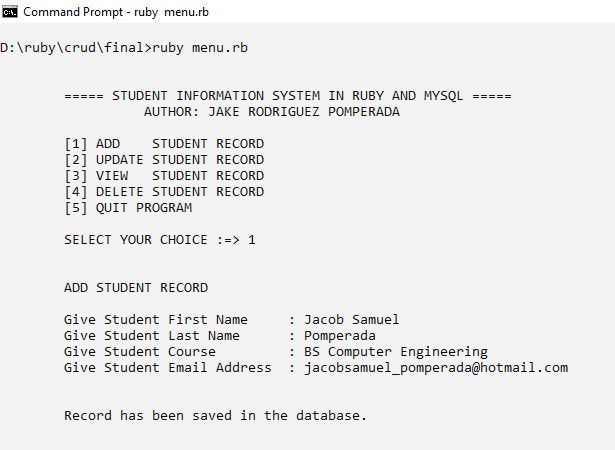 Command Prompt - ruby  menu.rb
D:\ruby\crud\final>ruby menu.rb
===== STUDENT INFORMATION SYSTEM IN RUBY AND MYSQL =====
AUTHOR: JAKE RODRIGUEZ POMPERADA
[1] ADD    STUDENT RECORD
[2] UPDATE STUDENT RECORD
[3] VIEW   STUDENT RECORD
[4] DELETE STUDENT RECORD
[5] QUIT PROGRAM
SELECT YOUR CHOICE :=> 1
ADD STUDENT RECORD
Give Student First Name     : Jacob Samuel
Give Student Last Name      : Pomperada
Give Student Course         : BS Computer Engineering
Give Student Email Address  : jacobsamuel_pomperada@hotmail.com
Record has been saved in the database.